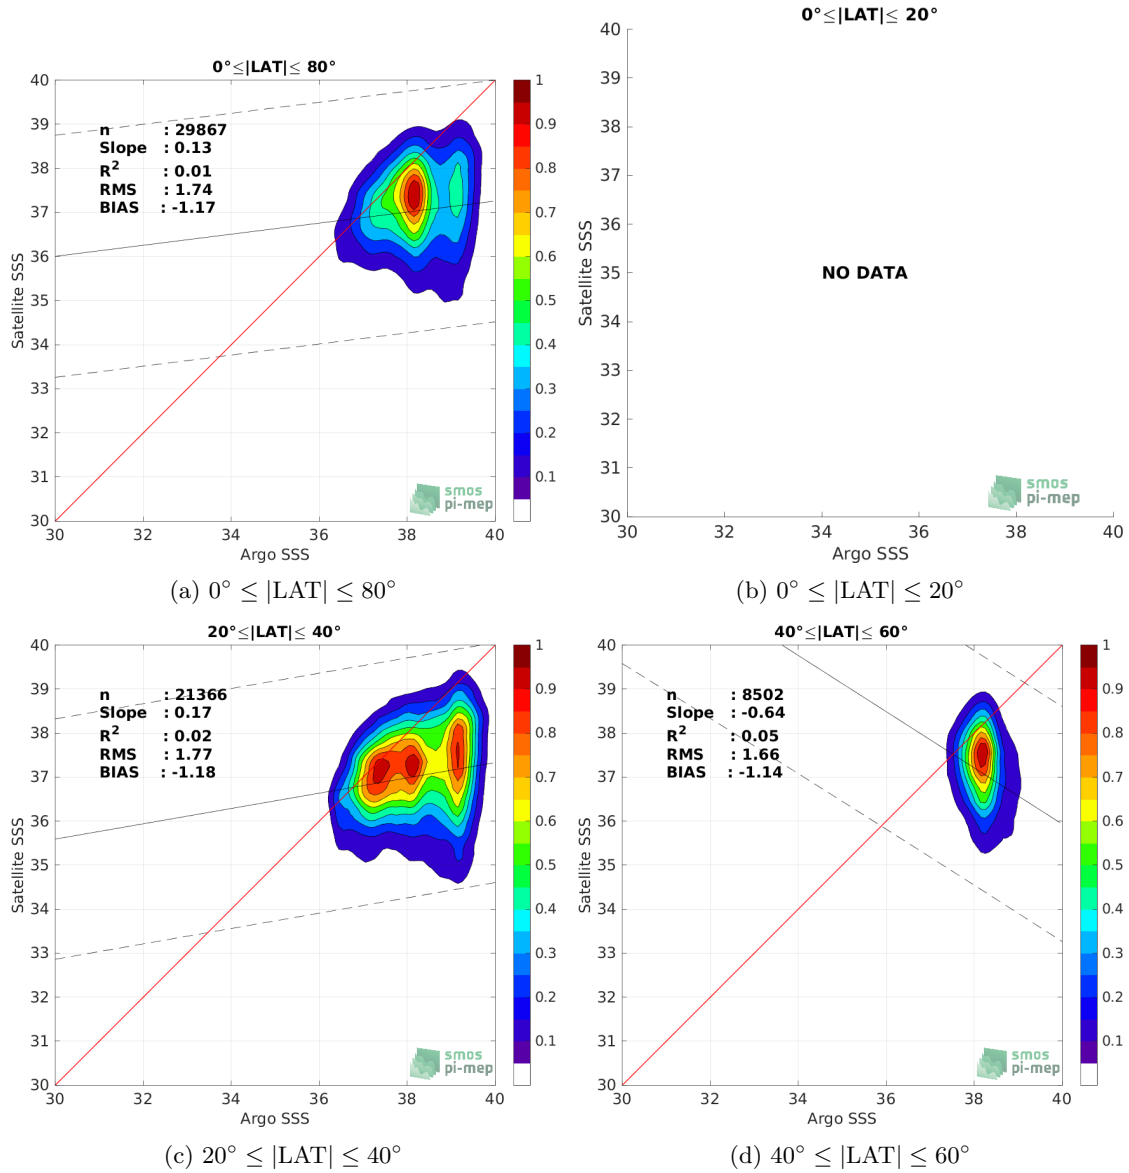 0°≤|LAT|≤ 80°
n : 29867
Slope : 0.13
R² : 0.01
RMS : 1.74
BIAS : -1.17
40
39
38
37
36
35
34
33
32
31
30
Satellite SSS
30 32 34 36 38 40
Argo SSS
1
0.9
0.8
0.7
0.6
0.5
0.4
0.3
0.2
0.1
smos
pi-mep
(a) 0° ≤ |LAT| ≤ 80°
0°≤|LAT|≤ 20°
40
39
38
37
36
35
34
33
32
31
30
Satellite SSS
NO DATA
30 32 34 36 38 40
Argo SSS
smos
pi-mep
(b) 0° ≤ |LAT| ≤ 20°
20°≤|LAT|≤ 40°
n : 21366
Slope : 0.17
R² : 0.02
RMS : 1.77
BIAS : -1.18
40
39
38
37
36
35
34
33
32
31
30
Satellite SSS
30 32 34 36 38 40
Argo SSS
1
0.9
0.8
0.7
0.6
0.5
0.4
0.3
0.2
0.1
smos
pi-mep
(c) 20° ≤ |LAT| ≤ 40°
40°≤|LAT|≤ 60°
n : 8502
Slope : -0.64
R² : 0.05
RMS : 1.66
BIAS : -1.14
40
39
38
37
36
35
34
33
32
31
30
Satellite SSS
30 32 34 36 38 40
Argo SSS
1
0.9
0.8
0.7
0.6
0.5
0.4
0.3
0.2
0.1
smos
pi-mep
(d) 40° ≤ |LAT| ≤ 60°